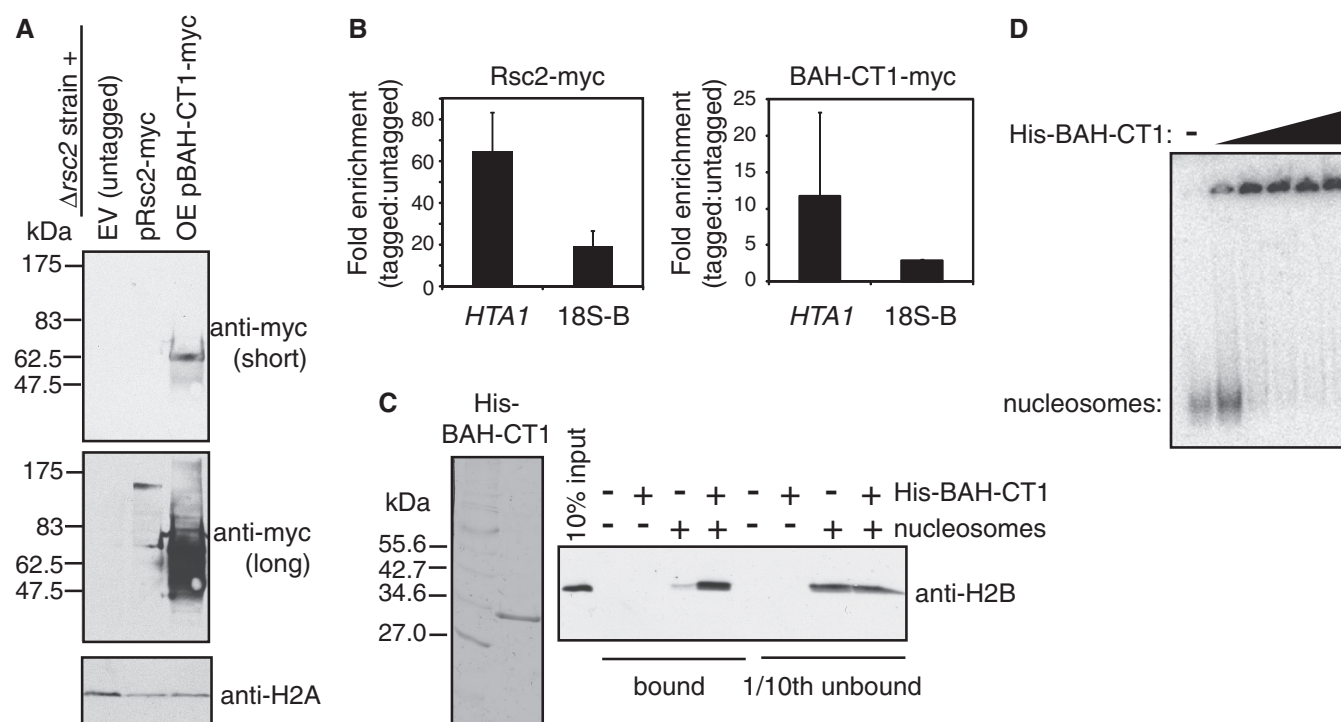 A
Δrsc2 strain +
EV (untagged)
pRsc2-myc
OE pBAH-CT1-myc
kDa
175
83
62.5
47.5
anti-myc
(short)
175
83
62.5
47.5
anti-myc
(long)
anti-H2A
B
Rsc2-myc
Fold enrichment
(tagged:untagged)
80
60
40
20
0
HTA1 18S-B
BAH-CT1-myc
Fold enrichment
(tagged:untagged)
25
20
15
10
5
0
HTA1 18S-B
C
His-
BAH-CT1
kDa
55.6
42.7
34.6
27.0
10% input
- + - + - + - + His-BAH-CT1
- - + + - - + + nucleosomes
anti-H2B
bound 1/10th unbound
D
His-BAH-CT1: -
nucleosomes: